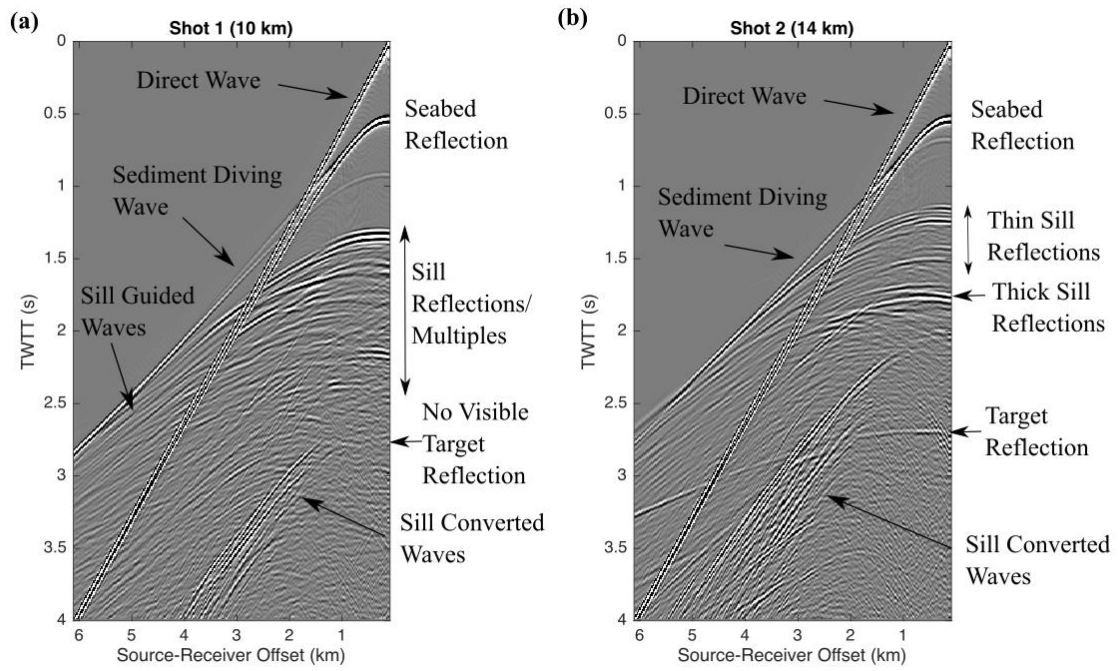 (a)
Shot 1 (10 km)
0
0.5
1
1.5
2
2.5
3
3.5
4
TWTT (s)
6
5
4
3
2
1
Source-Receiver Offset (km)
Direct Wave
Seabed
Reflection
Sediment Diving
Wave
Sill Guided
Waves
Sill
Reflections/
Multiples
No Visible
Target
Reflection
Sill Converted
Waves
(b)
Shot 2 (14 km)
0
0.5
1
1.5
2
2.5
3
3.5
4
TWTT (s)
6
5
4
3
2
1
Source-Receiver Offset (km)
Direct Wave
Seabed
Reflection
Sediment Diving
Wave
Thin Sill
Reflections
Thick Sill
Reflections
Target
Reflection
Sill Converted
Waves